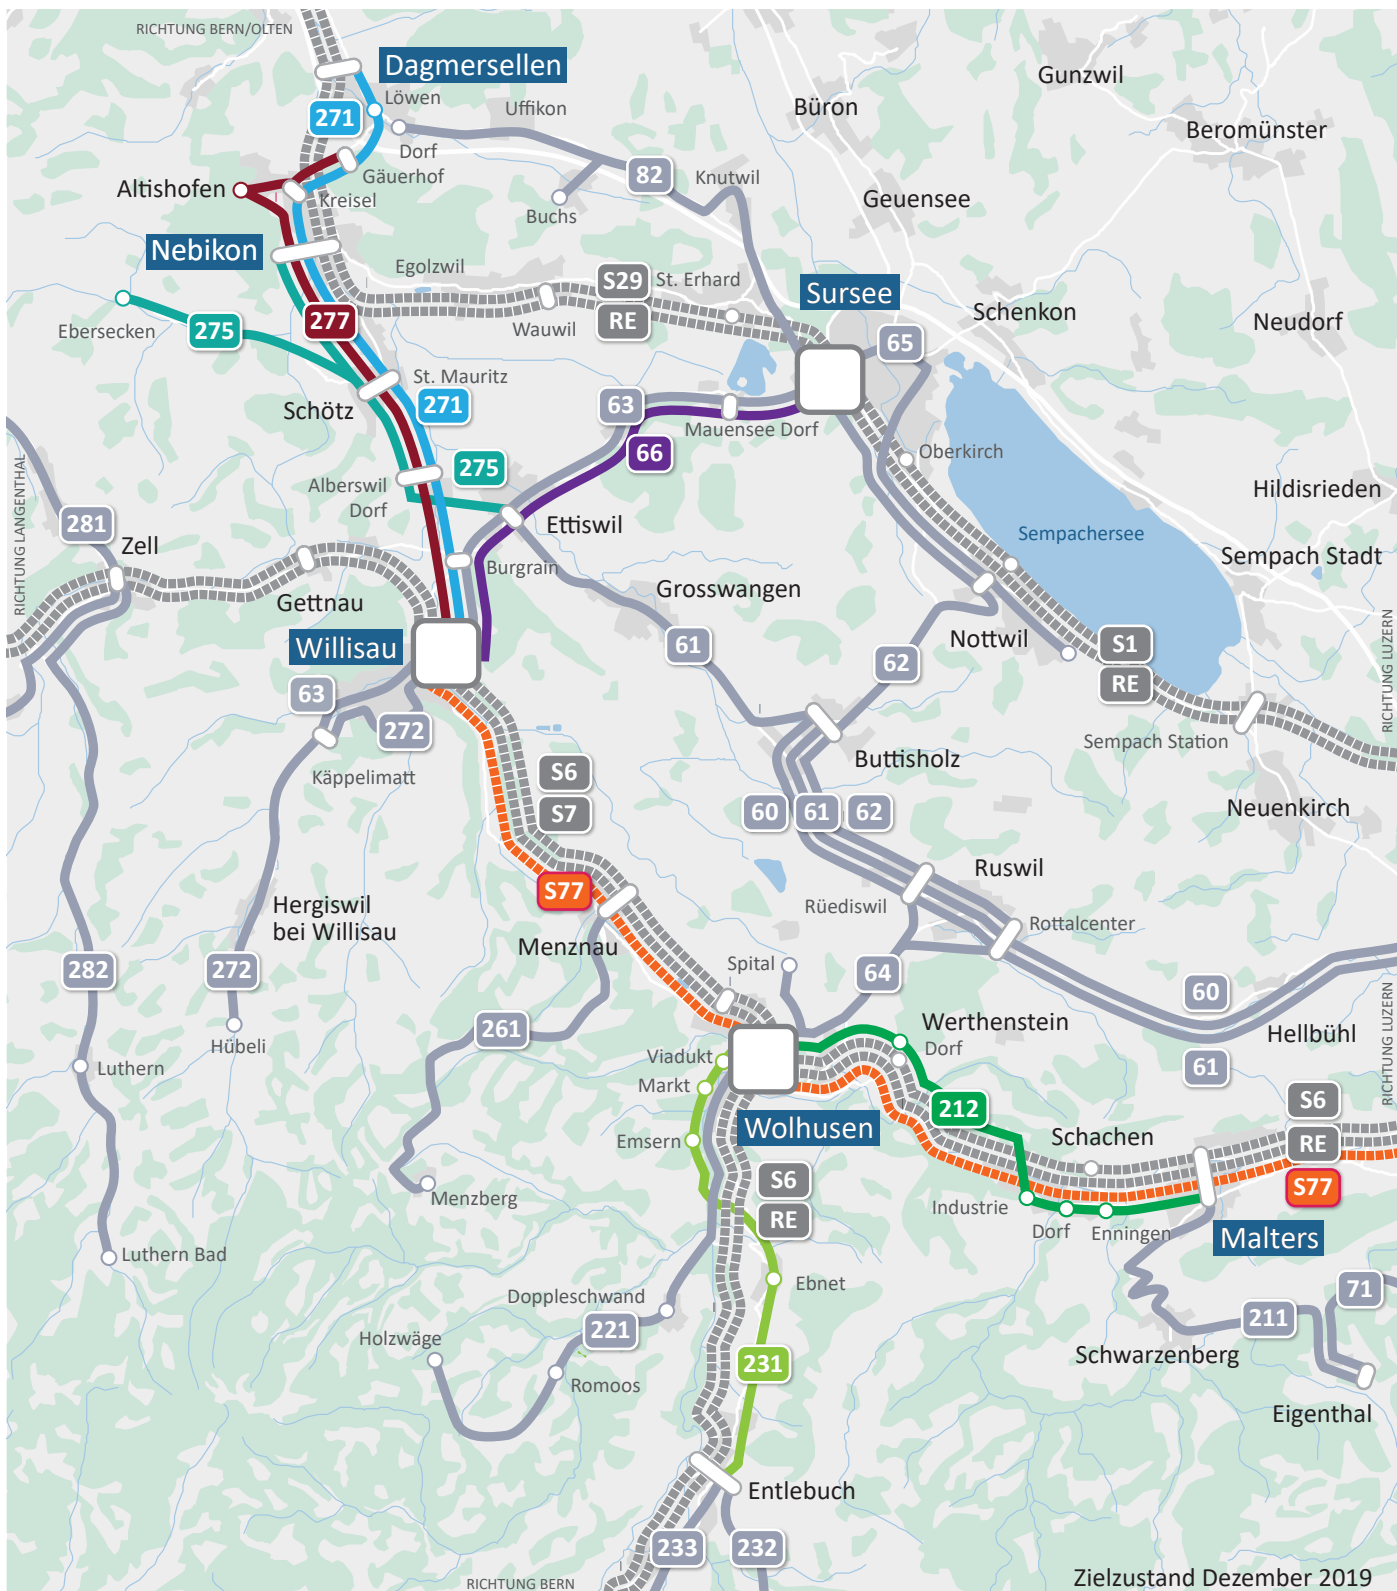 RICHTUNG BERN/OLTEN
Dagmersellen
Löwen
Uffikon
271
Dorf
Gäuerhof
Altishofen
Kreisel
82
Knutwil
Buchs
Büron
Gunzwil
Beromünster
Geuensee
Nebikon
Egolzwil
S29
St. Erhard
RE
Wauwil
Sursee
Schenkon
Neudorf
Ebersecken
275
277
65
St. Mauritz
271
Schötz
63
Mauensee Dorf
66
275
Alberswil
Dorf
Ettiswil
Oberkirch
Hildisrieden
RICHTUNG LANGENTHAL
281
Zell
Sempachersee
Sempach Stadt
Burgrain
Grosswangen
Gettnau
Willisau
61
62
Nottwil
S1
RE
RICHTUNG LUZERN
63
272
Käppelimatt
Sempach Station
Buttisholz
S6
S7
60
61
62
Neuenkirch
S77
Ruswil
Rüediswil
Hergiswil
bei Willisau
Menznau
Rottalcenter
282
272
Spital
64
60
Hübeli
261
Werthenstein
Dorf
Hellbühl
61
RICHTUNG LUZERN
Luthern
Viadukt
Markt
Emsern
Wolhusen
212
Schachen
S6
RE
S77
Menzberg
S6
RE
Industrie
Dorf
Enningen
Malters
Luthern Bad
Ebnet
Doppleschwand
71
Holzwäge
221
211
Romoos
231
Schwarzenberg
Eigenthal
Entlebuch
233
232
RICHTUNG BERN
Zielzustand Dezember 2019